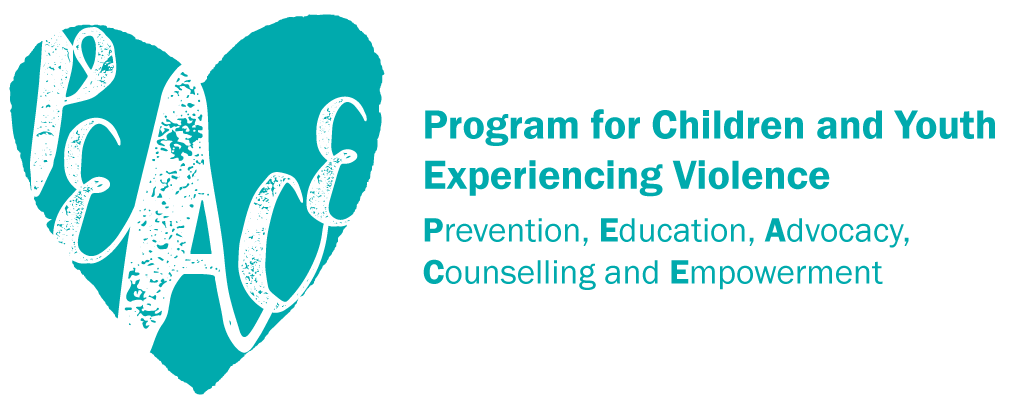 PEACE
Program for Children and Youth
Experiencing Violence
Prevention, Education, Advocacy,
Counselling and Empowerment